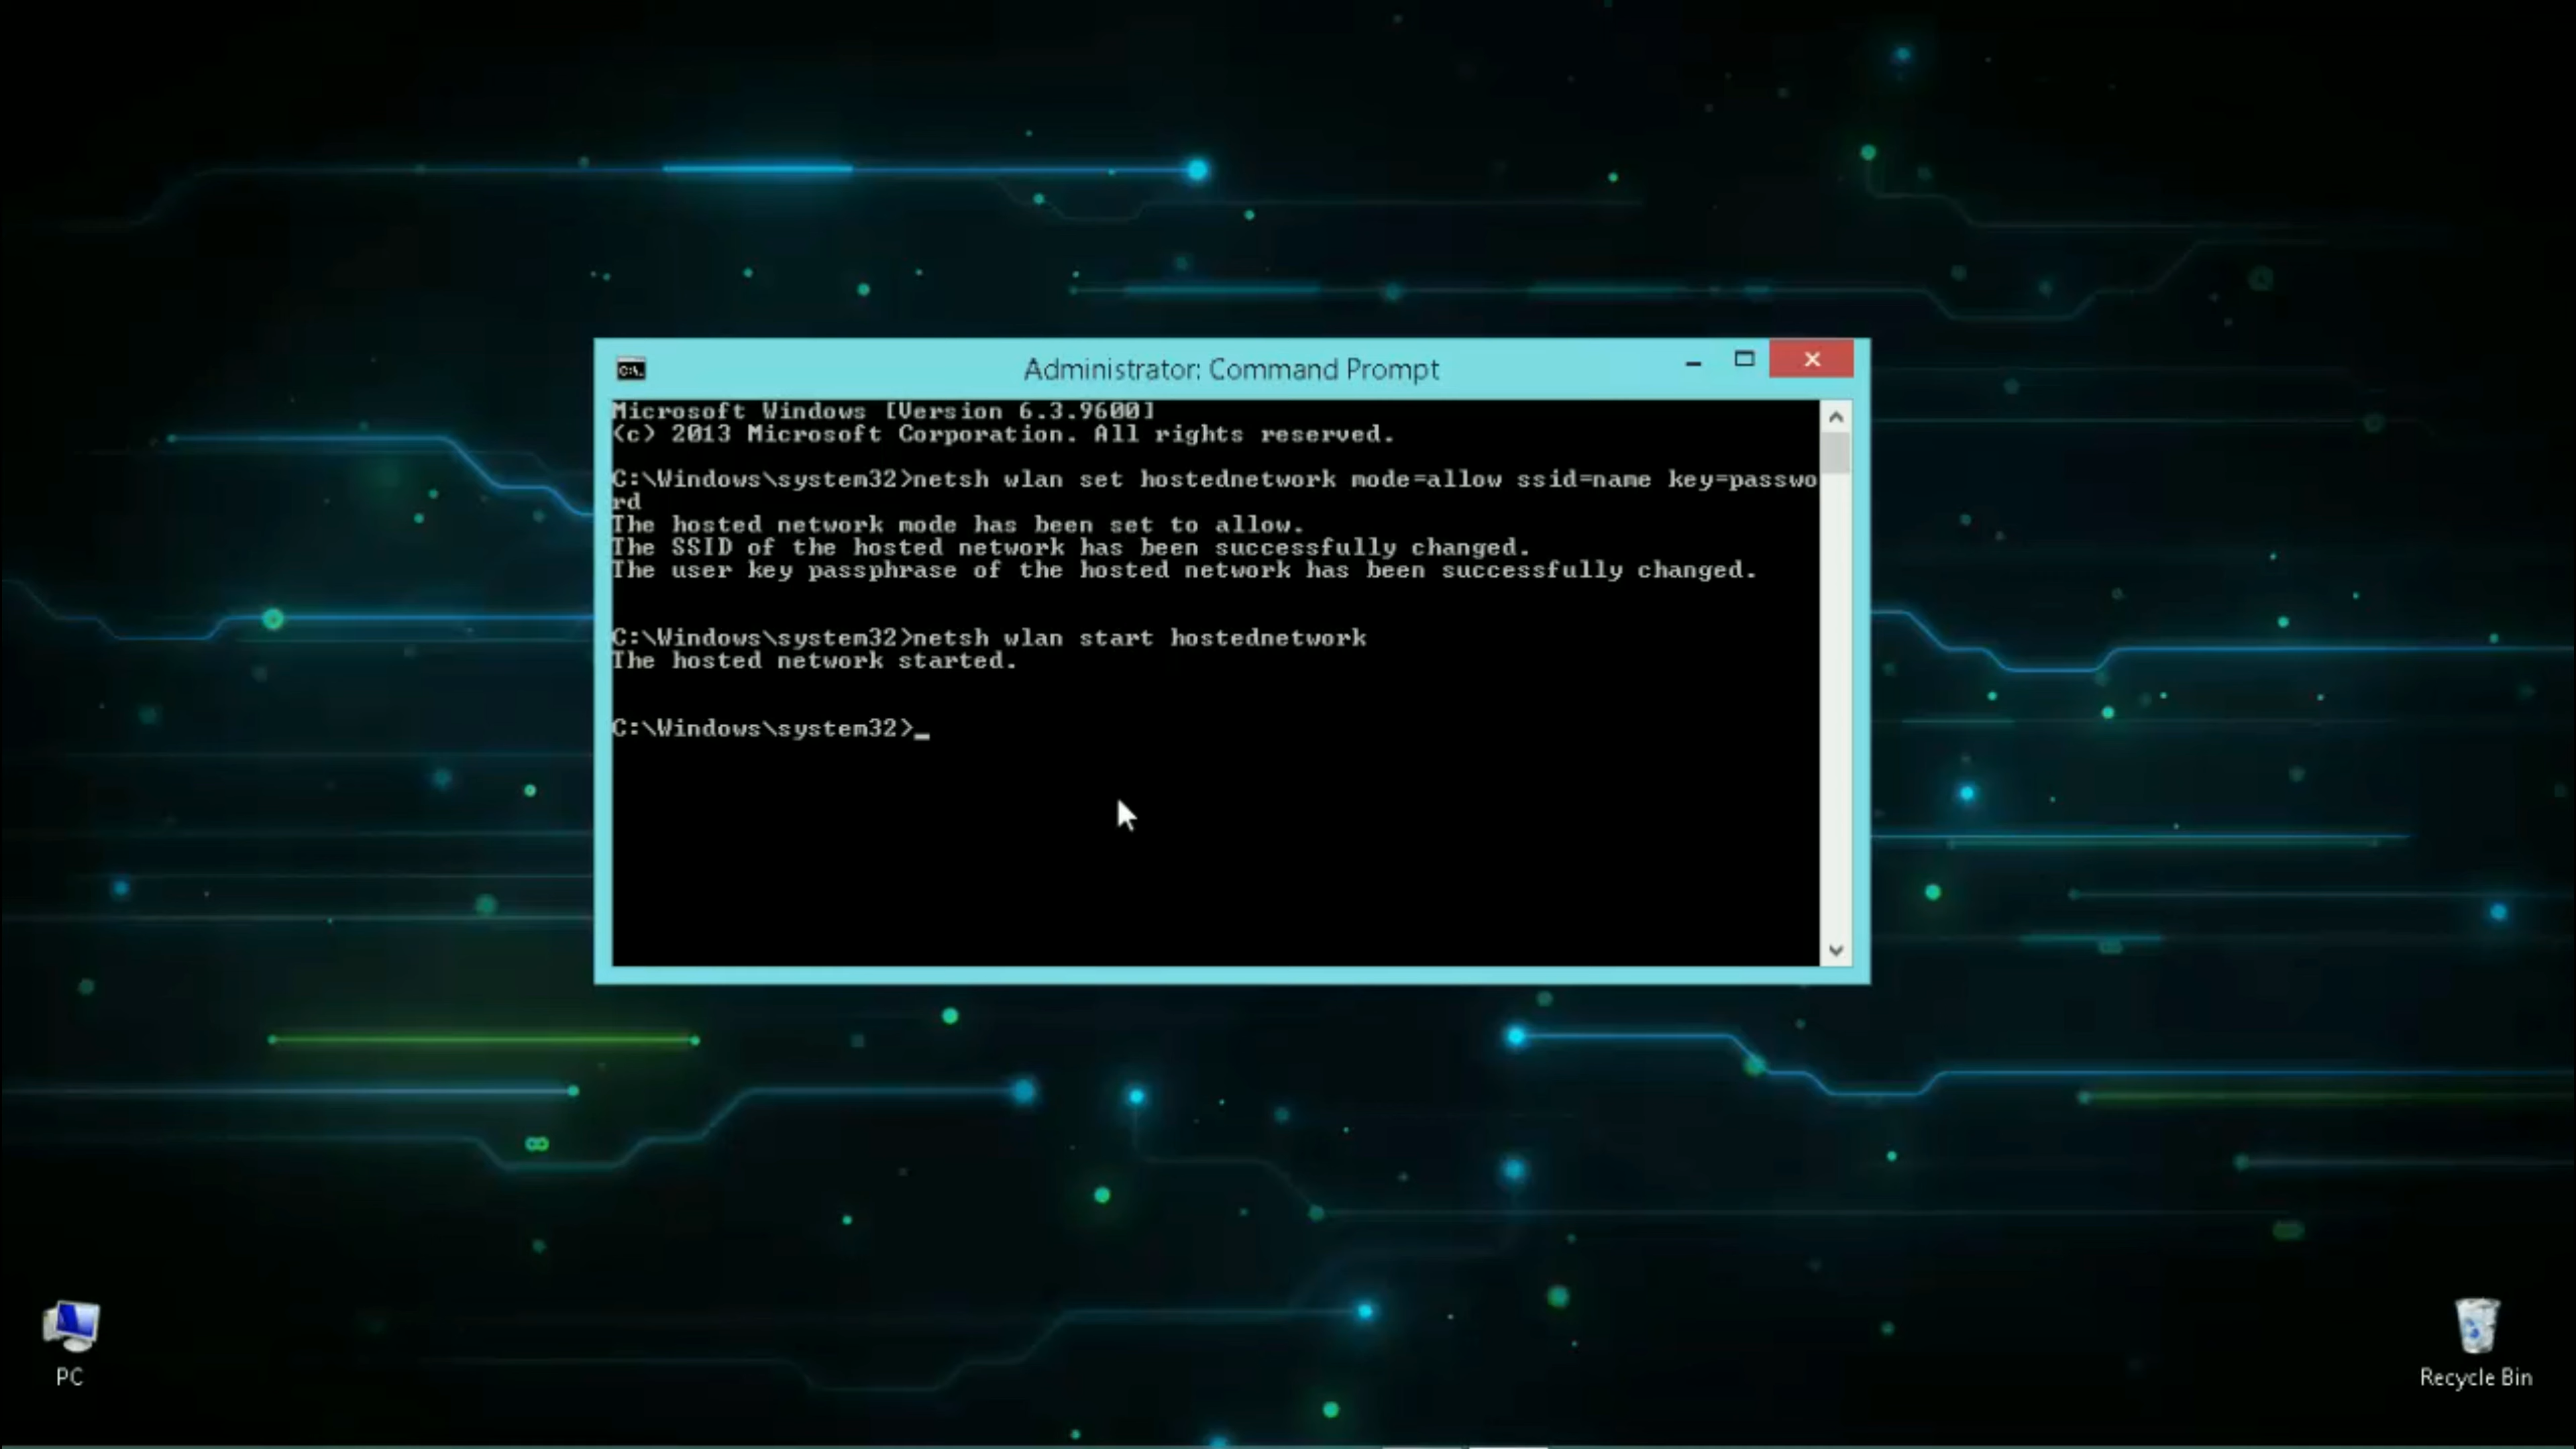 Administrator: Command Prompt
Microsoft Windows [Version 6.3.9600]
(c) 2013 Microsoft Corporation. All rights reserved.
C:\Windows\system32>netsh wlan set hostednetwork mode=allow ssid=name key=passwo
rd
The hosted network mode has been set to allow.
The SSID of the hosted network has been successfully changed.
The user key passphrase of the hosted network has been successfully changed.
C:\Windows\system32>netsh wlan start hostednetwork
The hosted network started.
C:\Windows\system32>_
PC
Recycle Bin